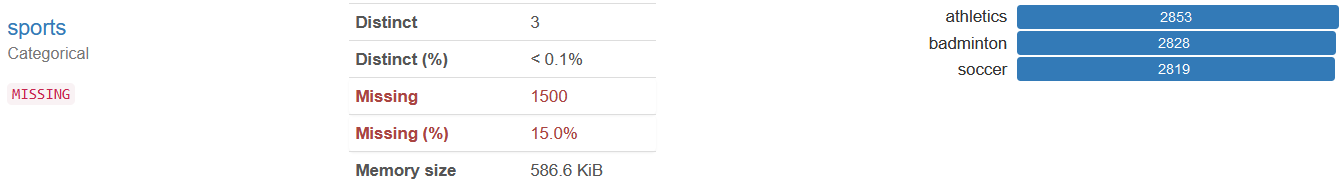 sports
Categorical
MISSING
Distinct 3
Distinct (%) < 0.1%
Missing 1500
Missing (%) 15.0%
Memory size 586.6 KiB
athletics 2853
badminton 2828
soccer 2819